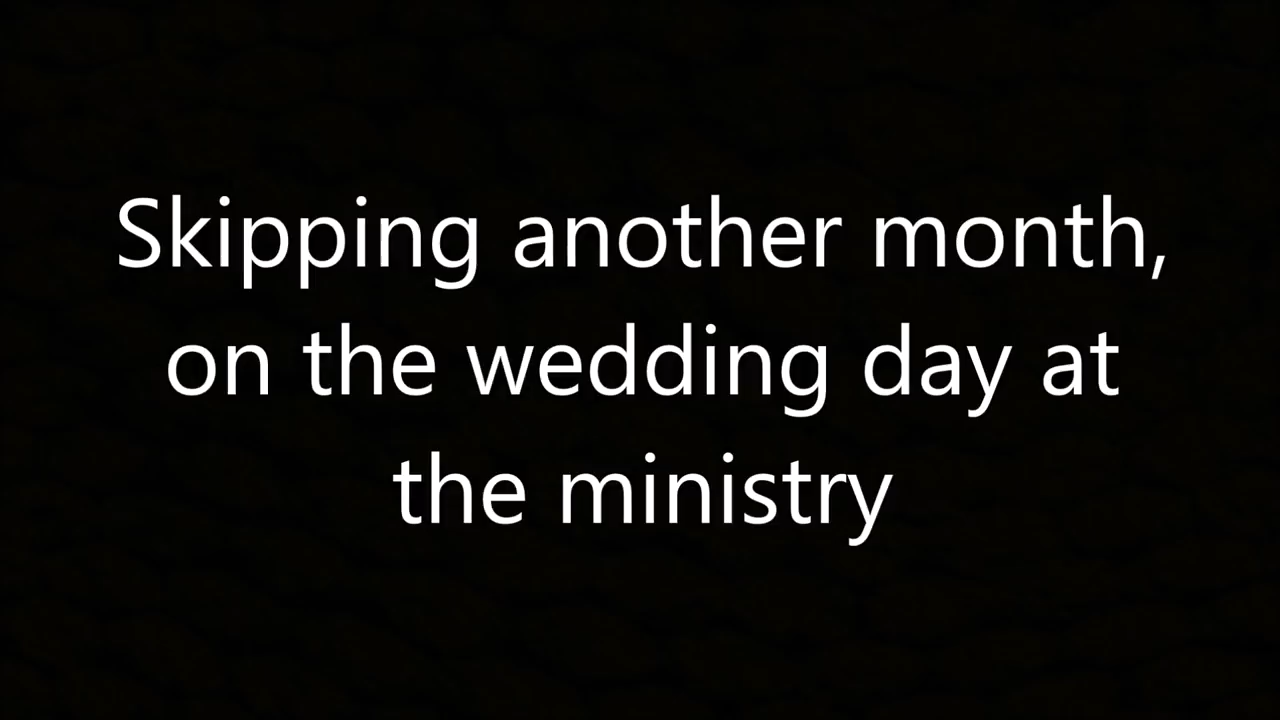 Skipping another month,
on the wedding day at
the ministry